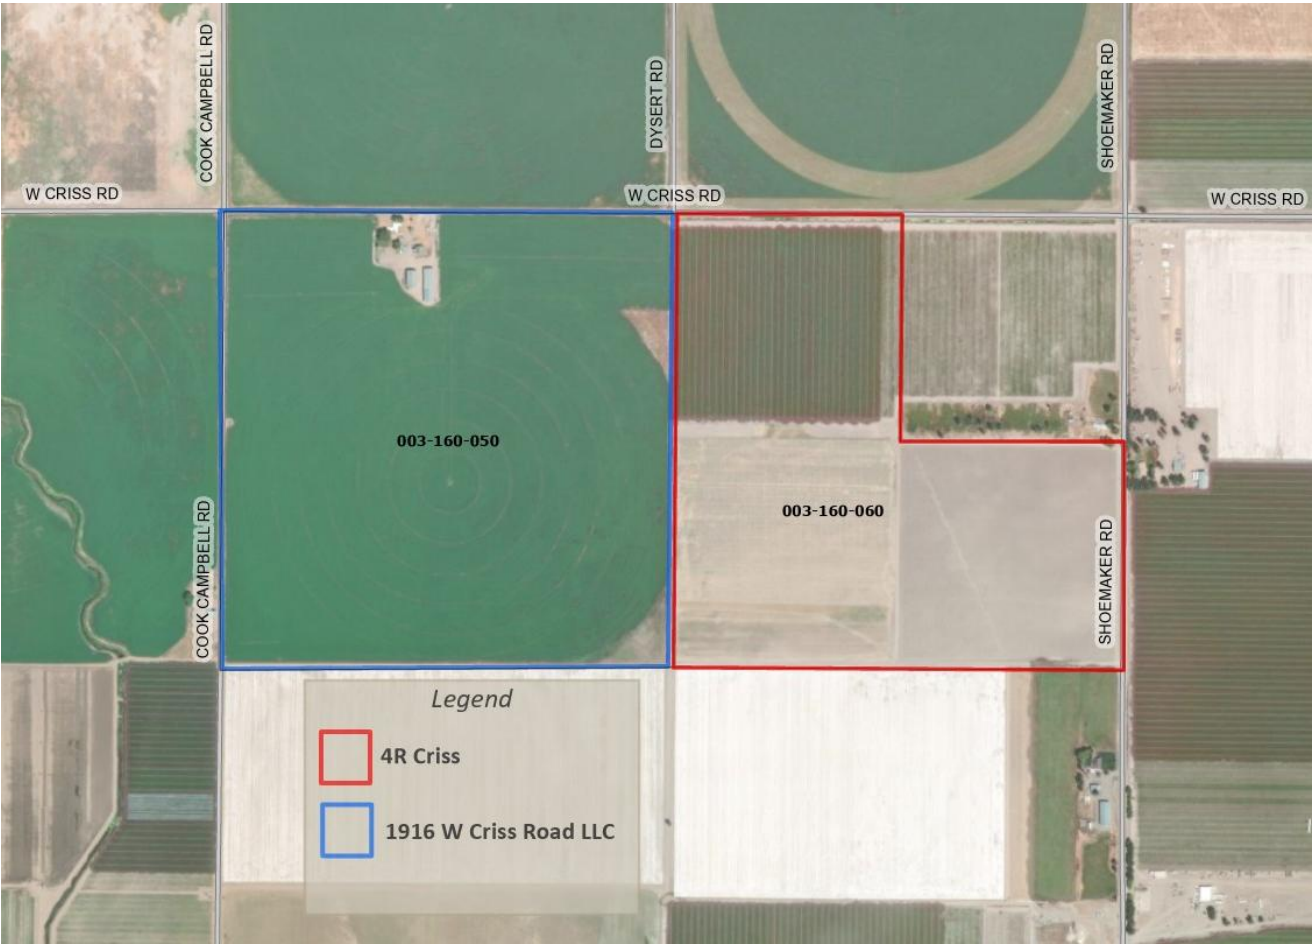 COOK CAMPBELL RD
DYSERT RD
SHOEMAKER RD
W CRISS RD
W CRISS RD
W CRISS RD
003-160-050
003-160-060
COOK CAMPBELL RD
SHOEMAKER RD
Legend
4R Criss
1916 W Criss Road LLC